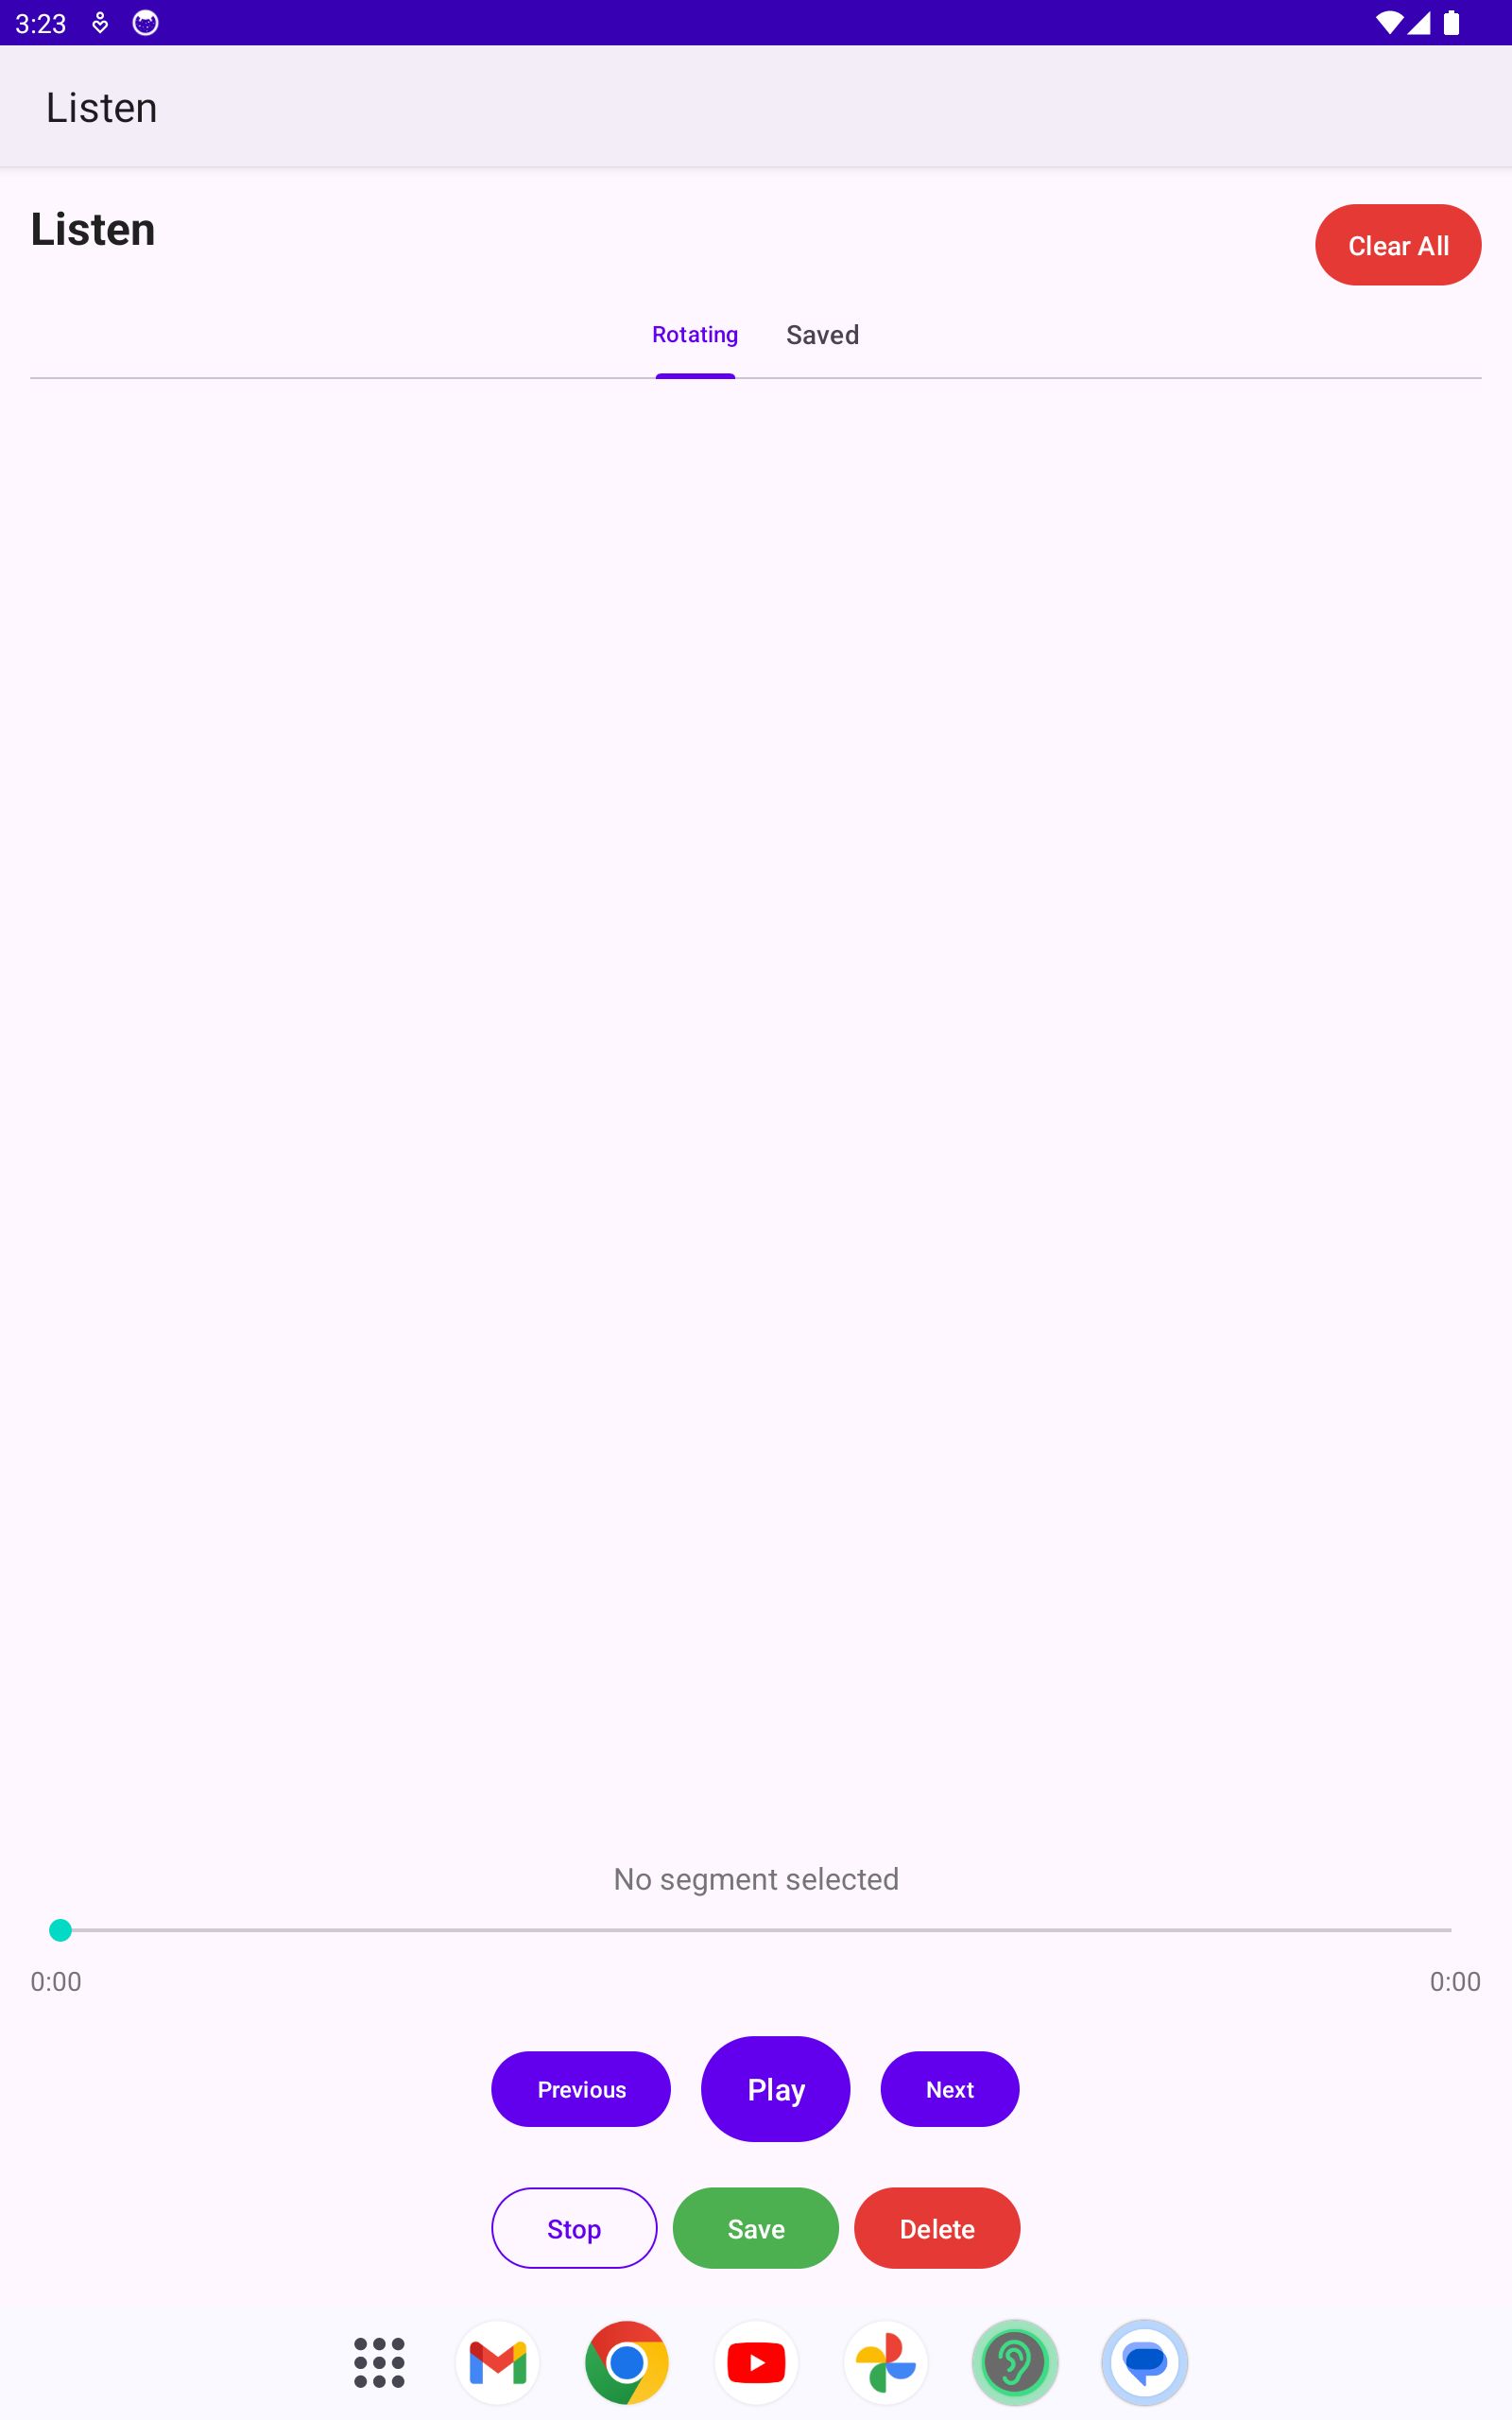 3:23
Listen
Listen
Clear All
Rotating Saved
No segment selected
0:00 0:00
Previous Play Next
Stop Save Delete